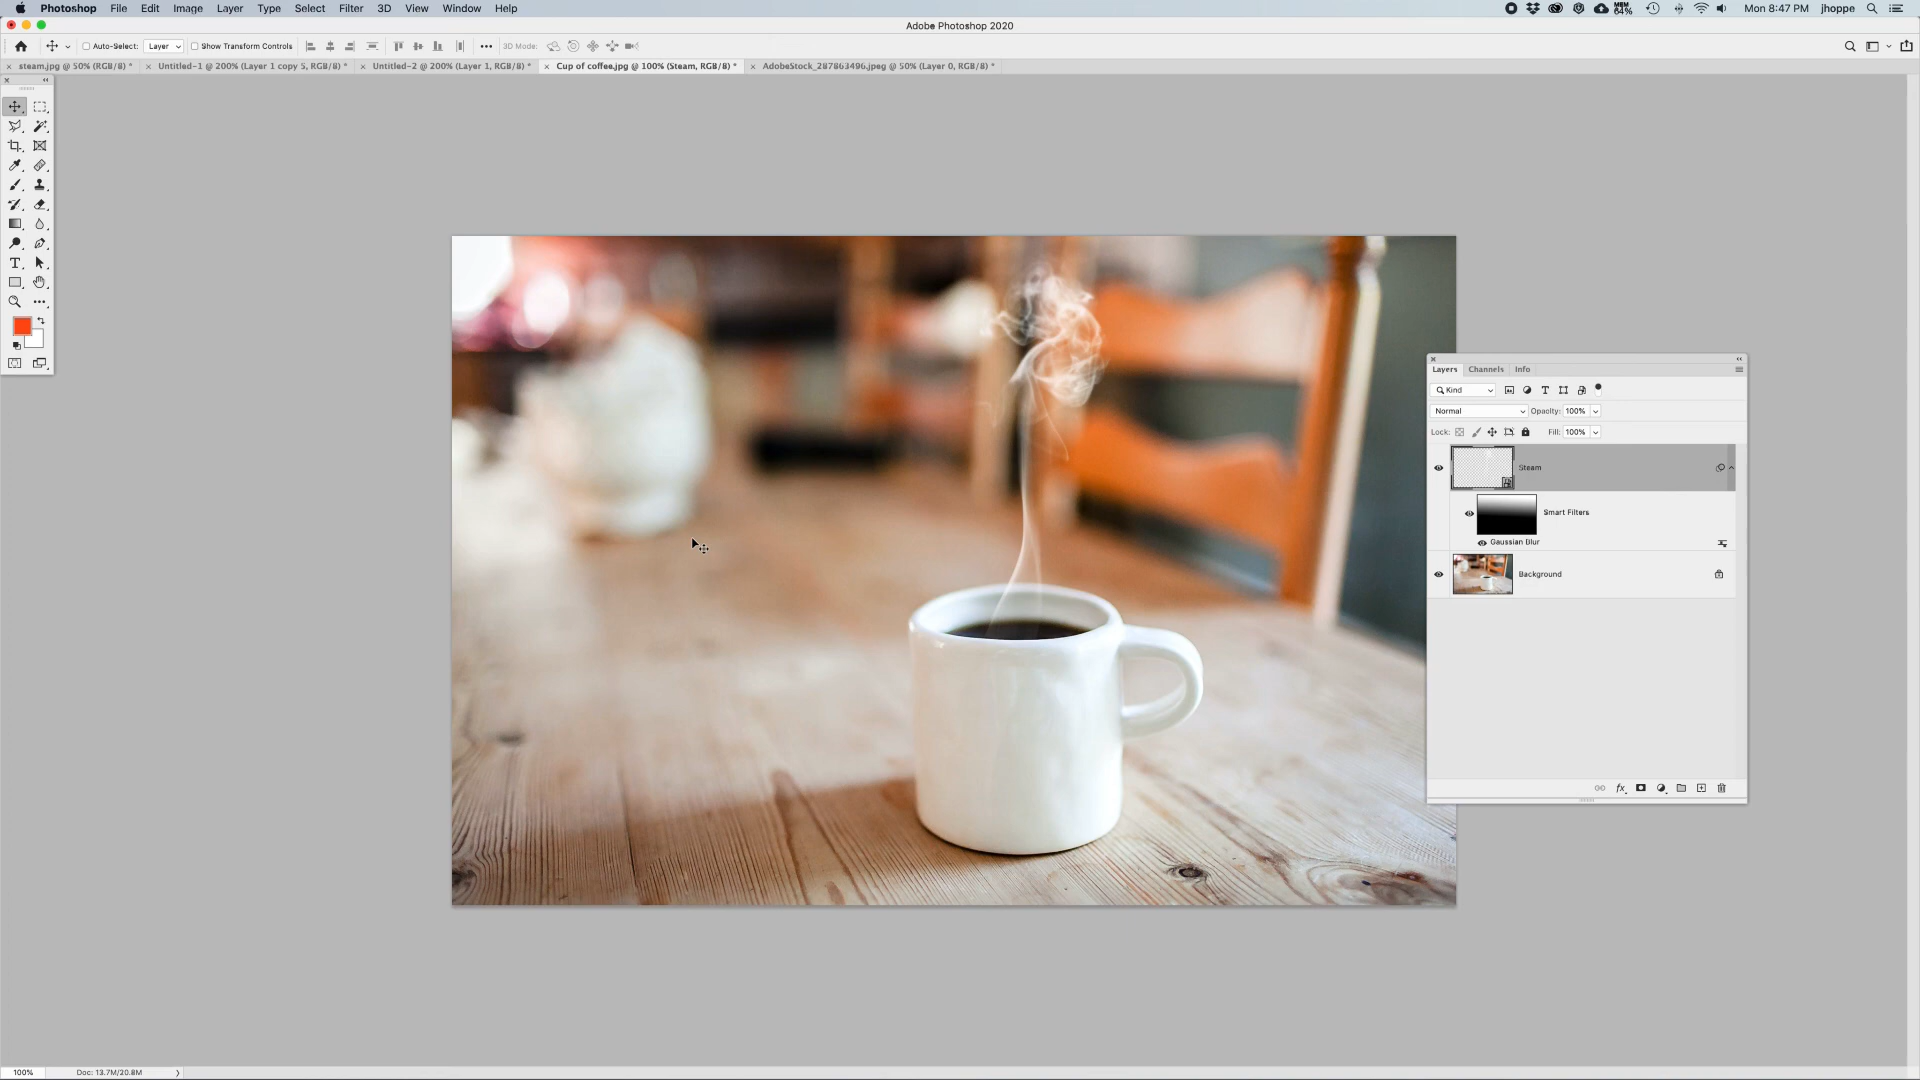 Photoshop File Edit Image Layer Type Select Filter 3D View Window Help
MEM 64% Mon 8:47 PM jhoppe
Adobe Photoshop 2020
Auto-Select: Layer Show Transform Controls 3D Mode:
steam.jpg @ 50% (RGB/8) *
Untitled-1 @ 200% (Layer 1 copy 5, RGB/8) *
Untitled-2 @ 200% (Layer 1, RGB/8) *
Cup of coffee.jpg @ 100% (Steam, RGB/8) *
AdobeStock_287863496.jpeg @ 50% (Layer 0, RGB/8) *
Layers Channels Info
Kind
Normal Opacity: 100%
Lock: Fill: 100%
Steam
Smart Filters
Gaussian Blur
Background
fx
100% Doc: 13.7M/20.8M